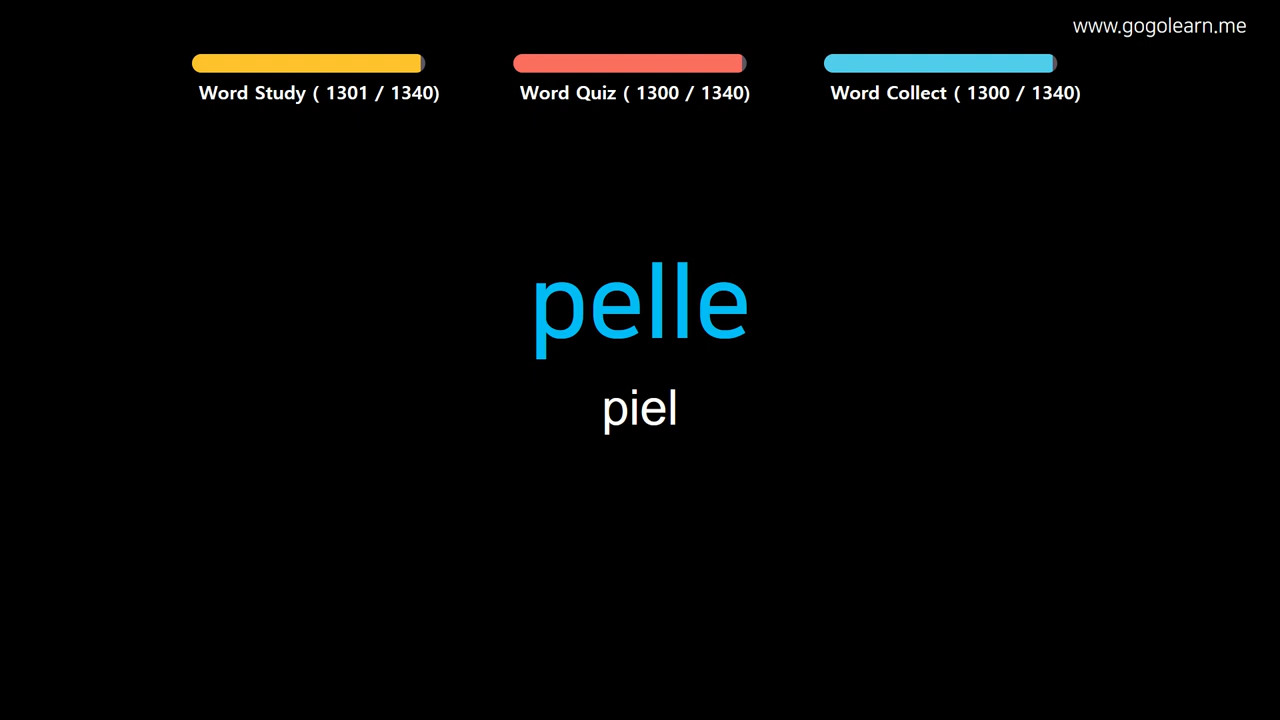 www.gogolearn.me
Word Study ( 1301 / 1340)
Word Quiz ( 1300 / 1340)
Word Collect ( 1300 / 1340)
pelle
piel